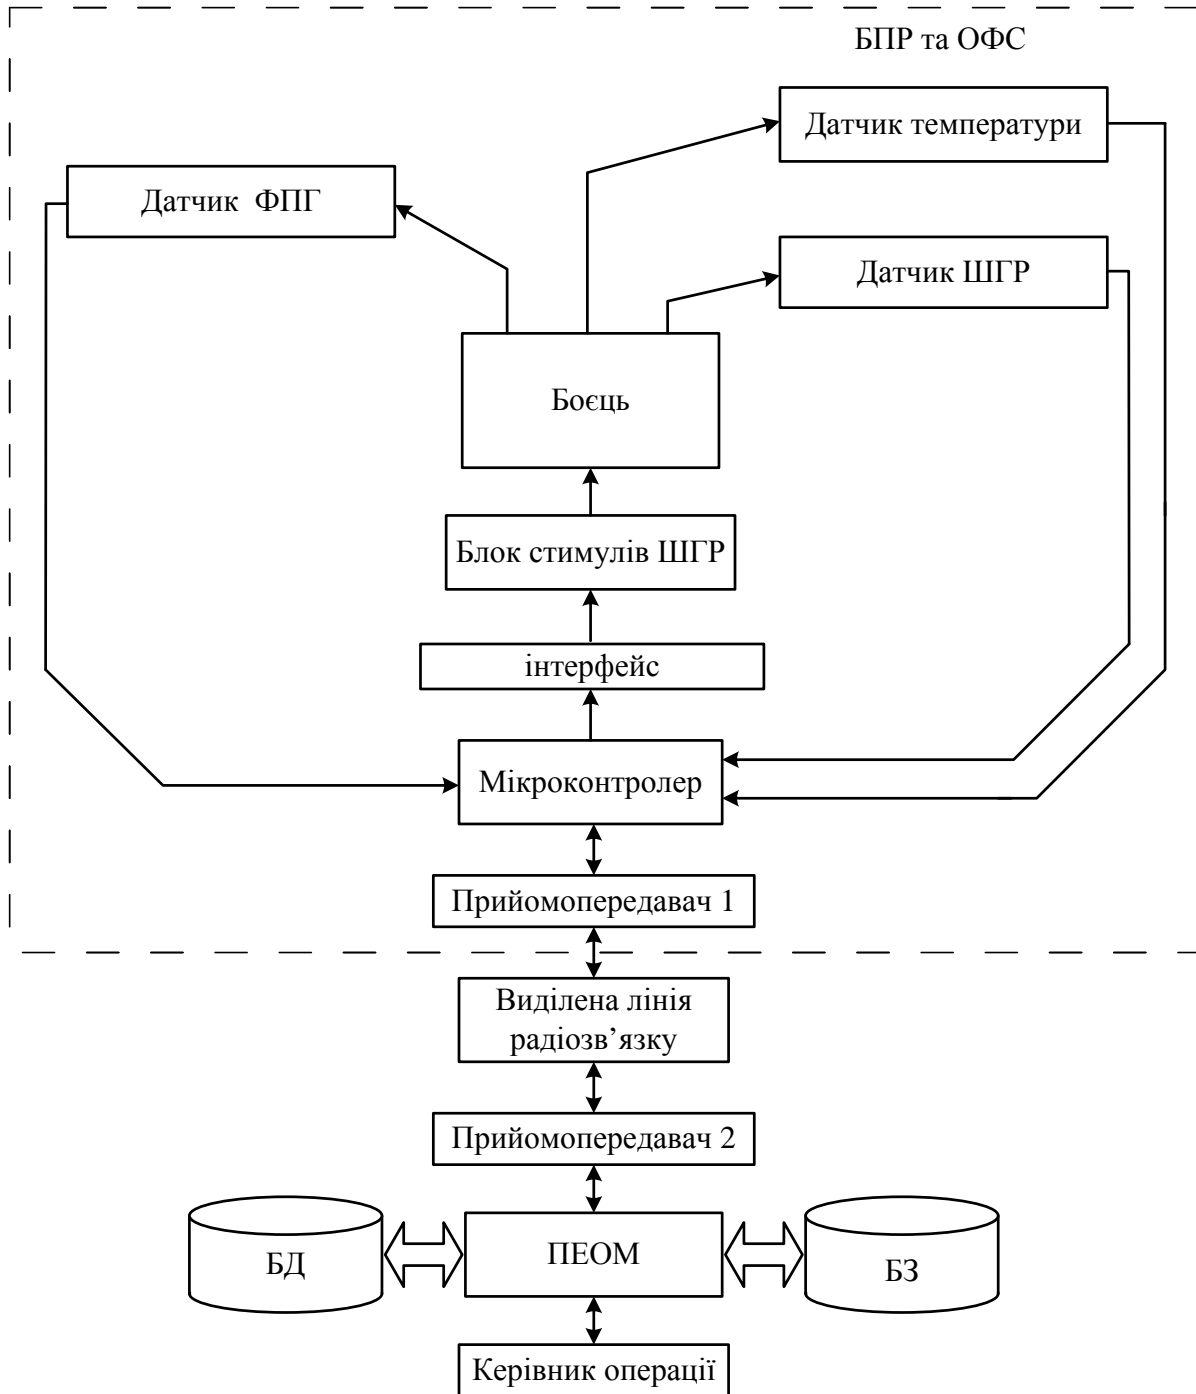 БПР та ОФС
Датчик температури
Датчик ФПГ
Датчик ШГР
Боєць
Блок стимулів ШГР
інтерфейс
Мікроконтролер
Прийомопередавач 1
Виділена лінія
радіозв’язку
Прийомопередавач 2
БД
ПЕОМ
БЗ
Керівник операції